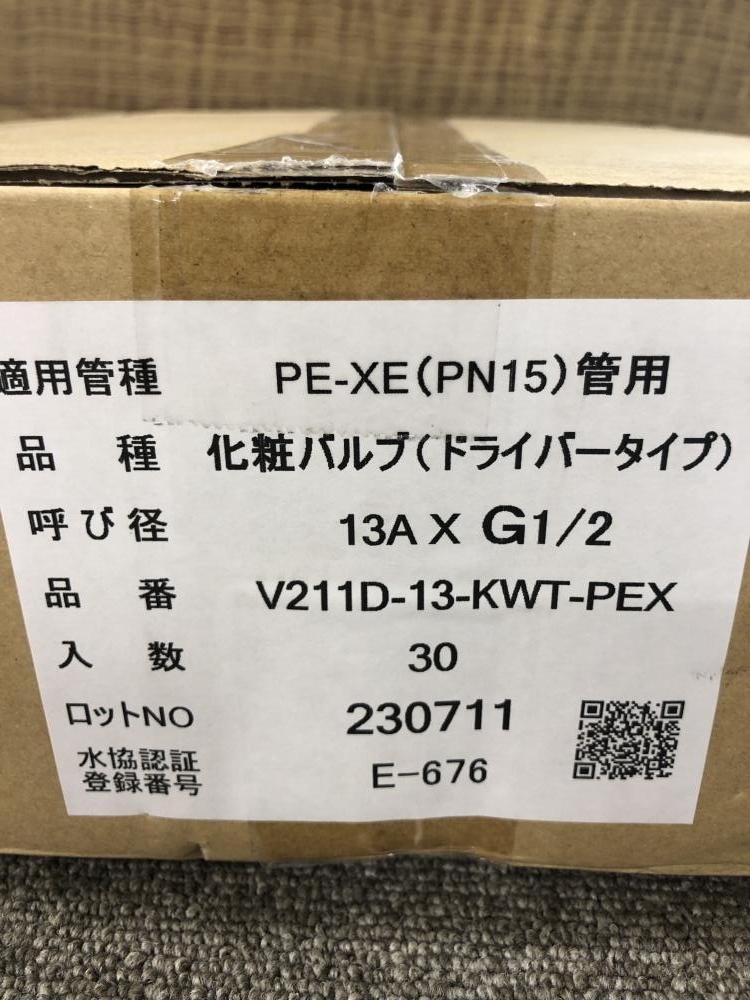 適用管種 PE-XE(PN15)管用
品種 化粧バルブ(ドライバータイプ)
呼び径 13A X G1/2
品番 V211D-13-KWT-PEX
入数 30
ロットNO 230711
水協認証
登録番号 E-676